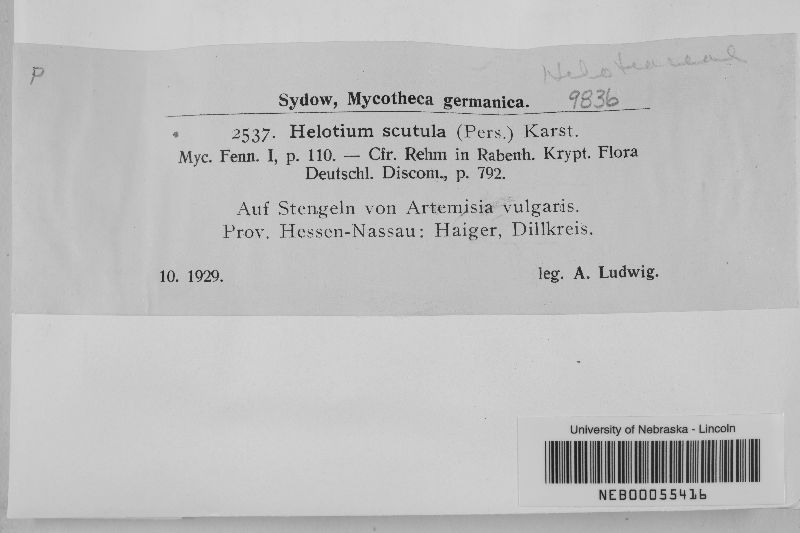 P
Helotiaceae
Sydow, Mycotheca germanica. 9836
2537. Helotium scutula (Pers.) Karst.
Myc. Fenn. I, p. 110. — Cfr. Rehm in Rabenh. Krypt. Flora
Deutschl. Discom., p. 792.
Auf Stengeln von Artemisia vulgaris.
Prov. Hessen-Nassau: Haiger, Dillkreis.
10. 1929. leg. A. Ludwig.
University of Nebraska - Lincoln
NEB00055416